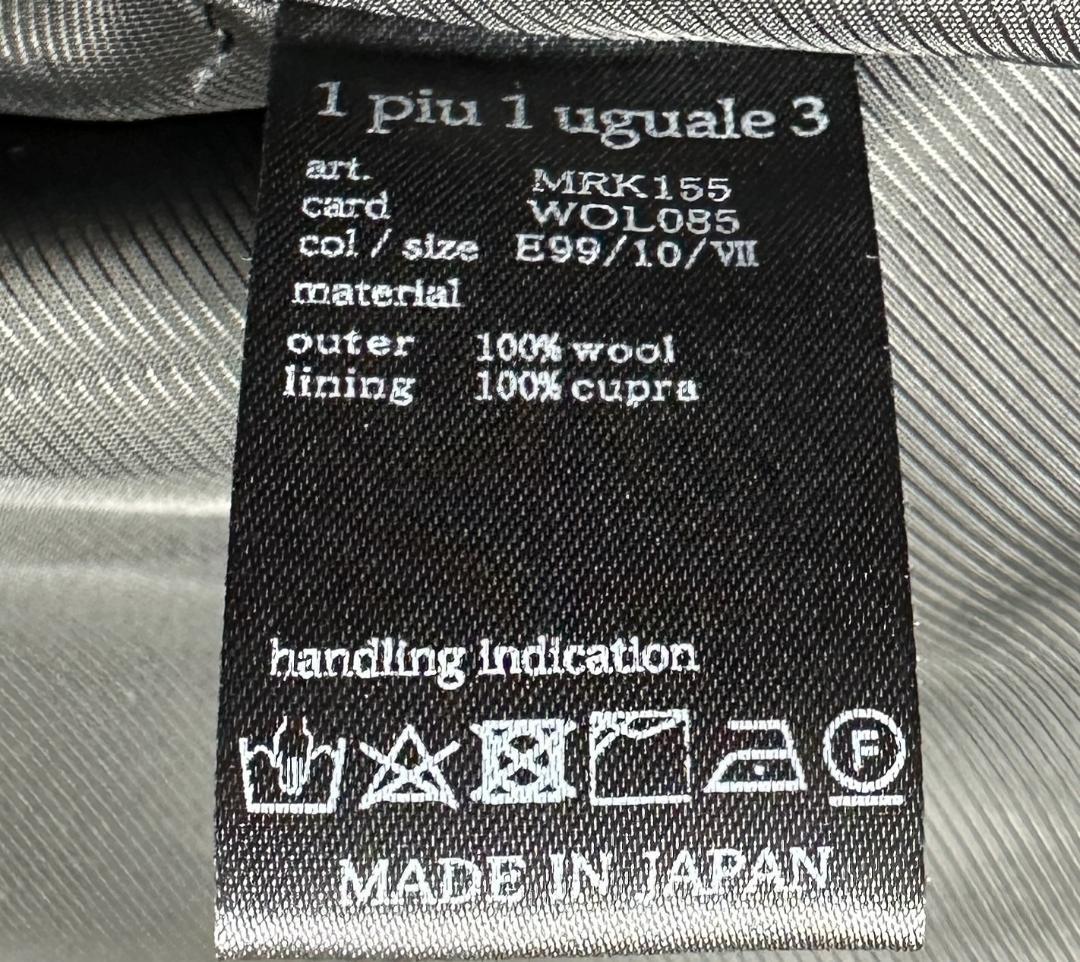 1 piu 1 uguale 3
art. MRK155
card WOL085
col / size E99/10/Ⅶ
material
outer 100% wool
lining 100% cupra
handling indication
F
MADE IN JAPAN